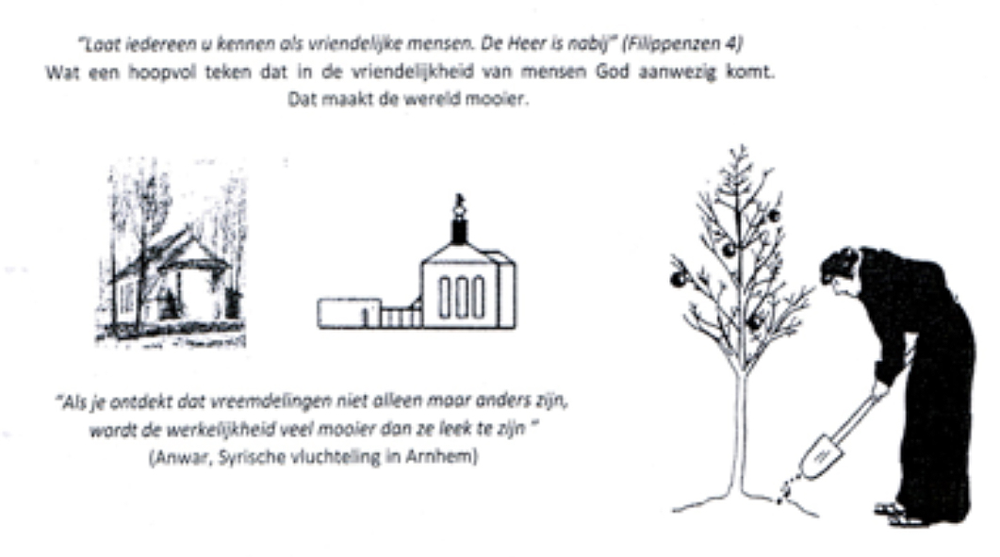 "Laat iedereen u kennen als vriendelijke mensen. De Heer is nabij" (Filippenzen 4)
Wat een hoopvol teken dat in de vriendelijkheid van mensen God aanwezig komt.
Dat maakt de wereld mooier.
"Als je ontdekt dat vreemdelingen niet alleen maar anders zijn,
wordt de werkelijkheid veel mooier dan ze leek te zijn "
(Anwar, Syrische vluchteling in Arnhem)